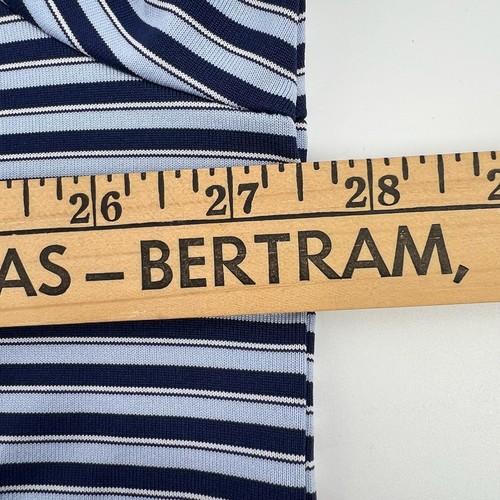 26 27 28
AS – BERTRAM,